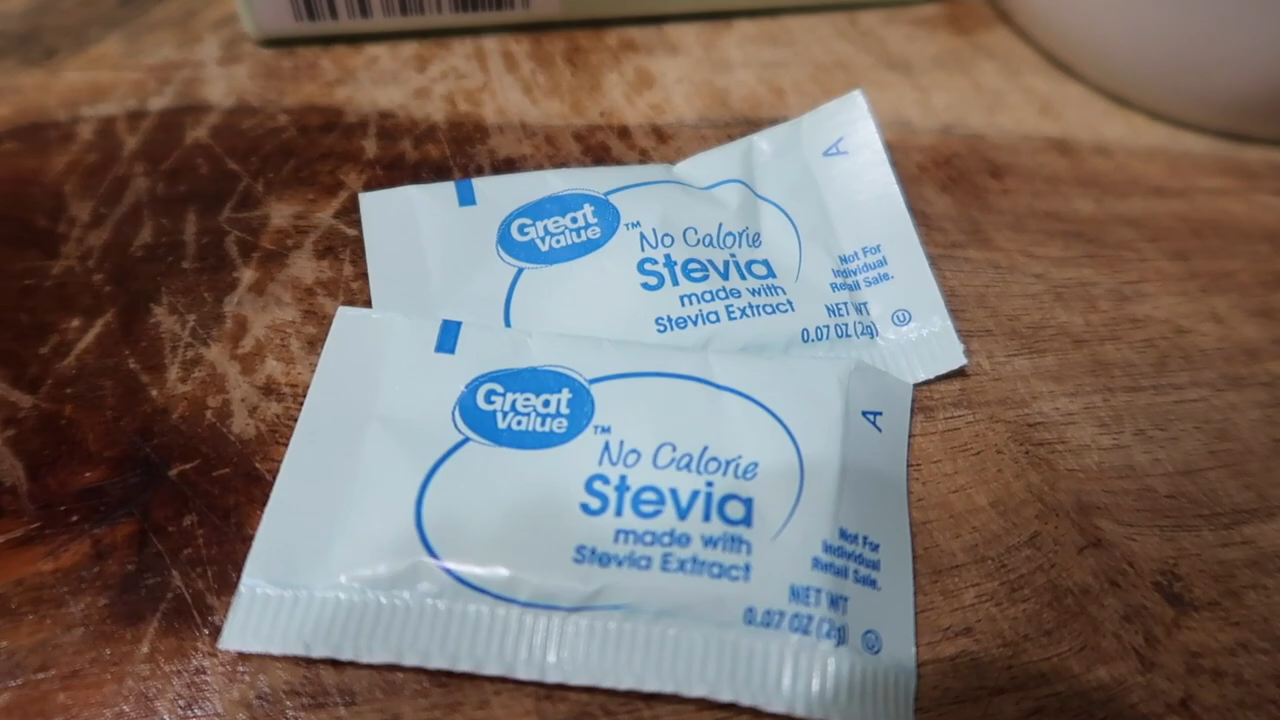 Great
Value
™
No Calorie
Stevia
made with
Stevia Extract
A
Not For
Individual
Retail Sale.
NET WT
0.07 OZ (2g)
U
Great
Value
™
No Calorie
Stevia
made with
Stevia Extract
A
Not For
Individual
Retail Sale.
NET WT
0.07 OZ (2g)
U